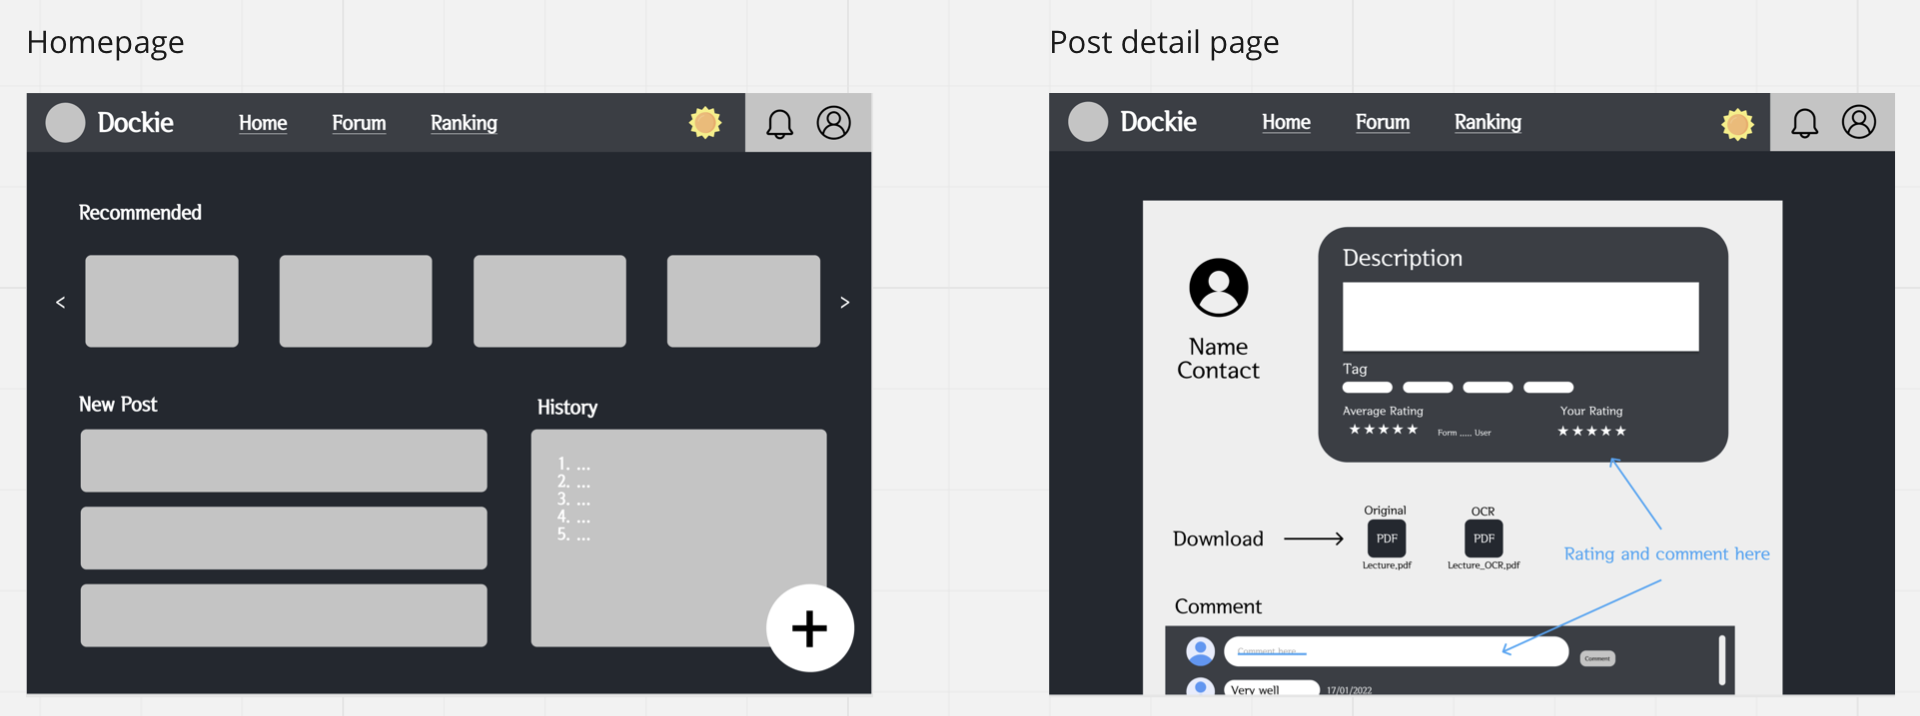 Homepage
Dockie
Home
Forum
Ranking
Recommended
<
>
New Post
History
1. ...
2. ...
3. ...
4. ...
5. ...
+
Post detail page
Dockie
Home
Forum
Ranking
Name
Contact
Description
Tag
Average Rating
Form ..... User
Your Rating
Download
Original
PDF
Lecture.pdf
OCR
PDF
Lecture_OCR.pdf
Rating and comment here
Comment
Comment here...
Comment
Very well
17/01/2022